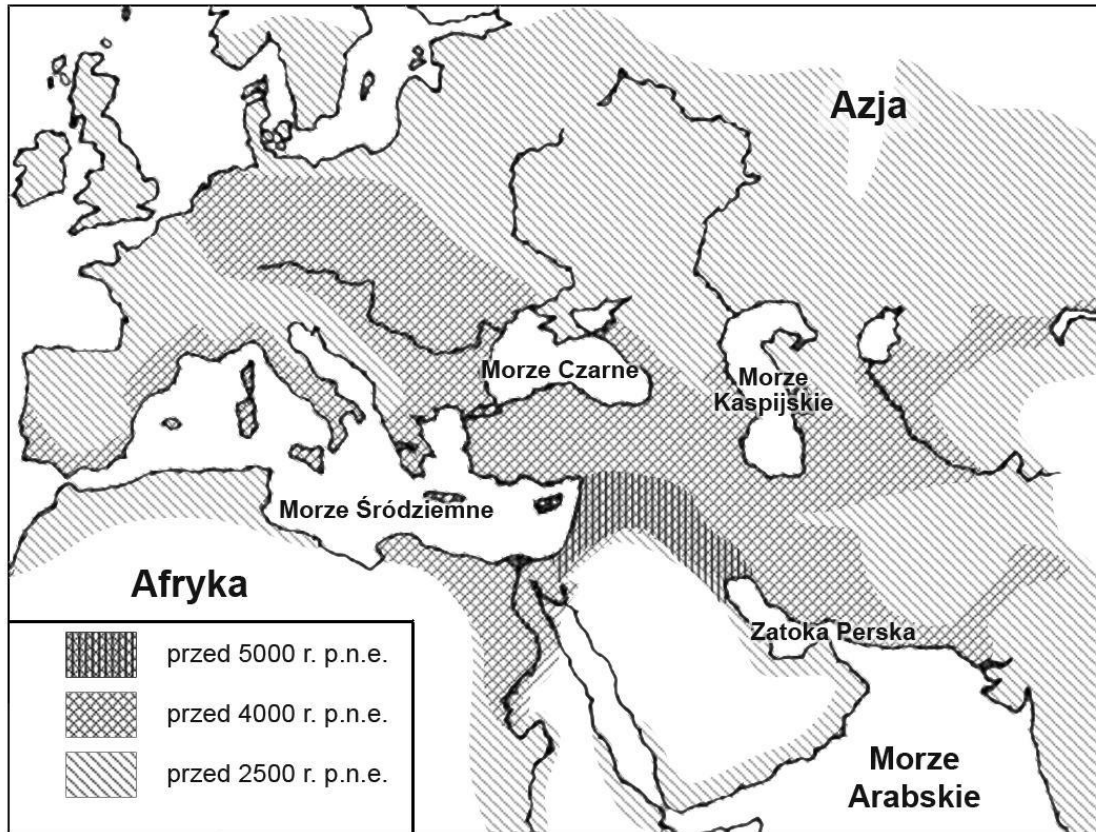 Azja
Morze Czarne
Morze
Kaspijskie
Morze Śródziemne
Afryka
Zatoka Perska
Morze
Arabskie
przed 5000 r. p.n.e.
przed 4000 r. p.n.e.
przed 2500 r. p.n.e.